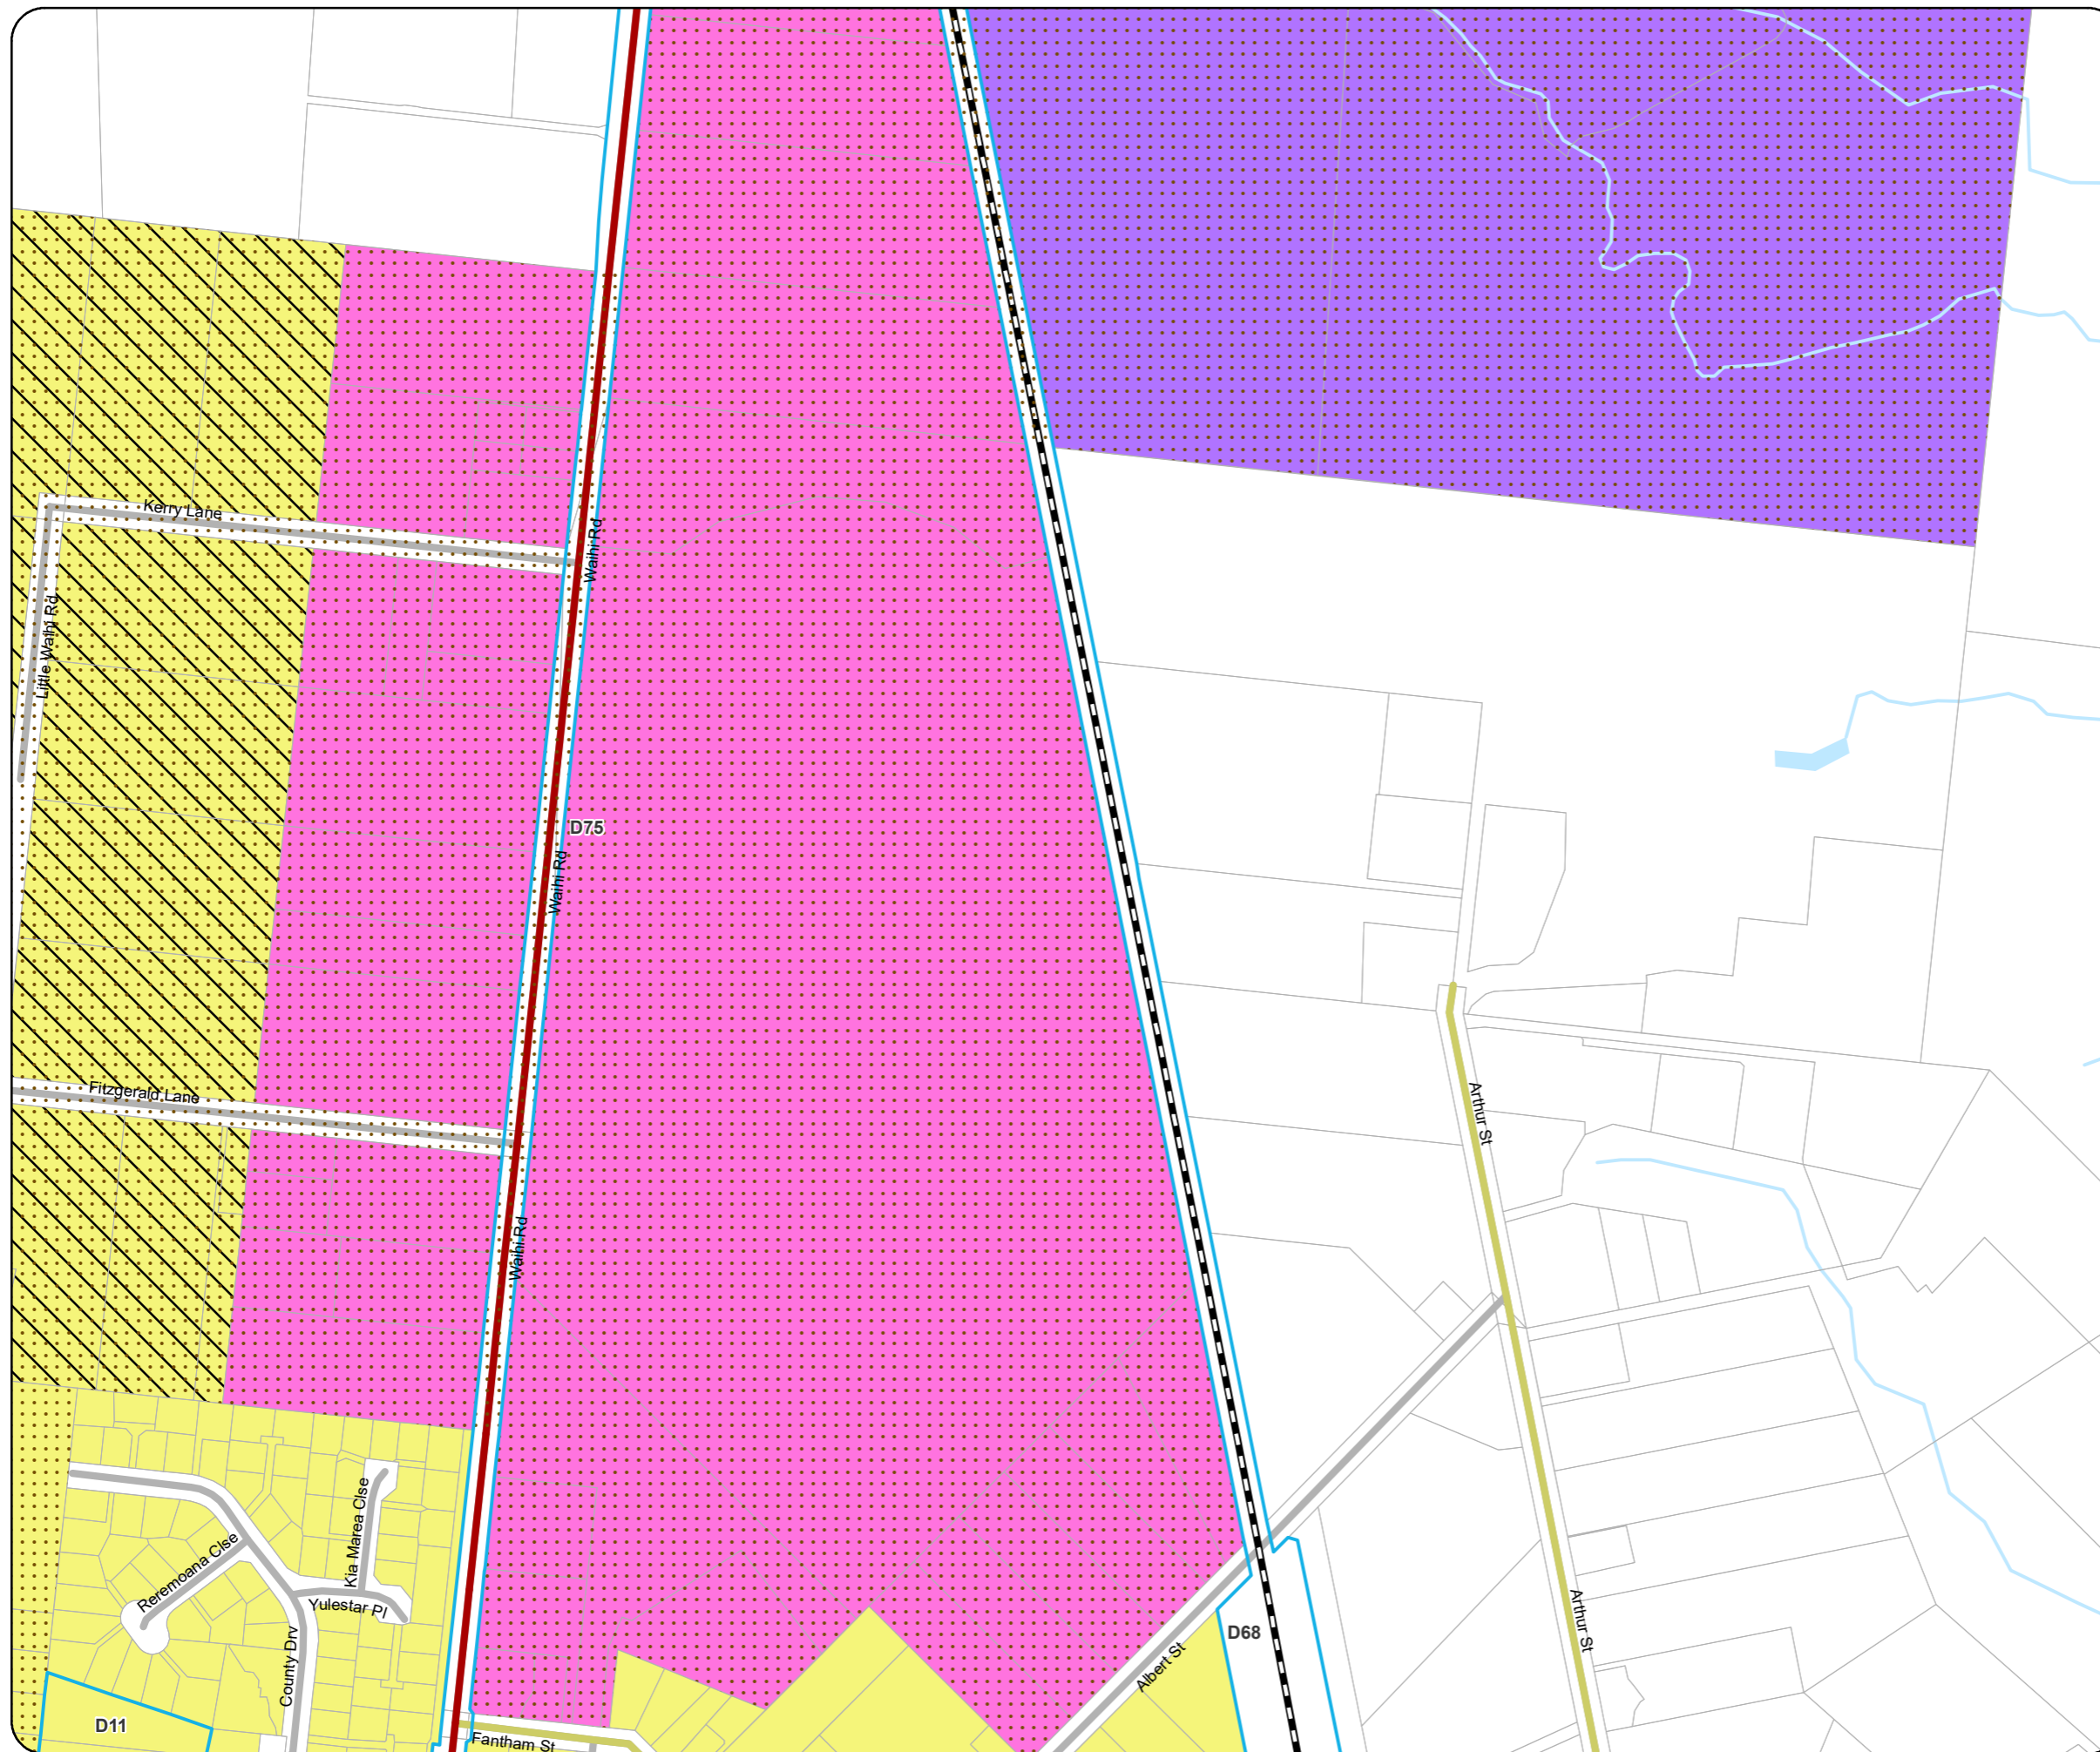 Kerry Lane
Waihi Rd
Little Waihi Rd
D75
Waihi Rd
Fitzgerald Lane
Arthur St
Waihi Rd
Kia Marea Clse
Reremoana Clse
Yulestar Pl
County Drv
D68
Arthur St
Albert St
D11
Fantham St